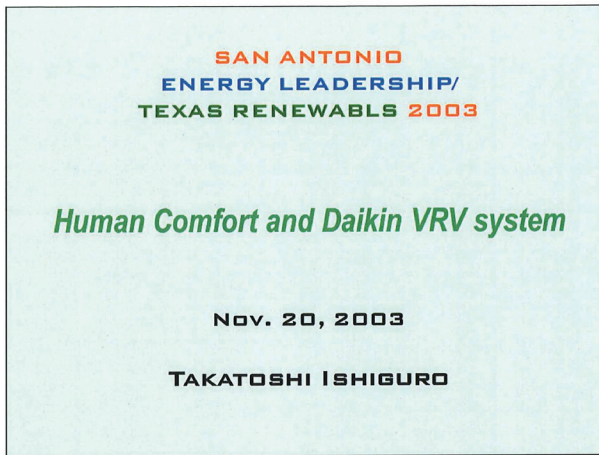 SAN ANTONIO
ENERGY LEADERSHIP/
TEXAS RENEWABLS 2003
Human Comfort and Daikin VRV system
Nov. 20, 2003
TAKATOSHI ISHIGURO